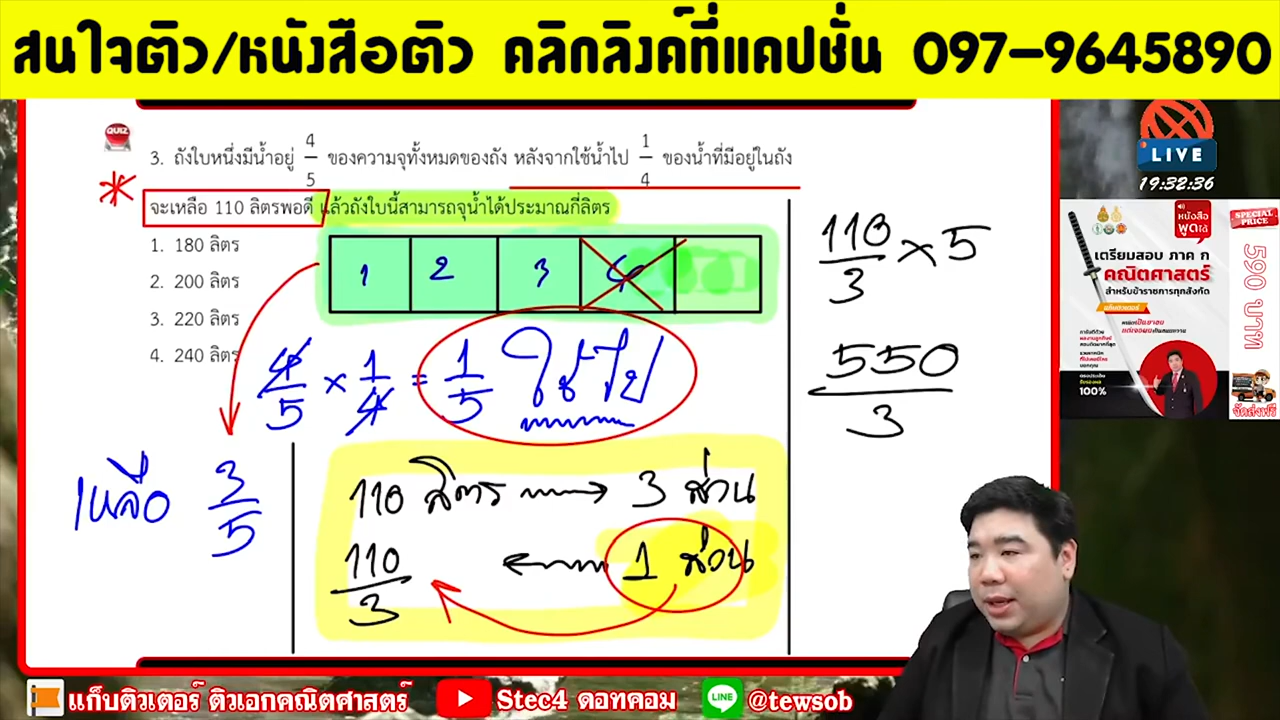 สนใจติว/หนังสือติว คลิกลิงค์ที่แคปชั่น 097-9645890
QUIZ
3. ถังใบหนึ่งมีน้ำอยู่ 4/5 ของความจุทั้งหมดของถัง หลังจากใช้น้ำไป 1/4 ของน้ำที่มีอยู่ในถัง
จะเหลือ 110 ลิตรพอดี แล้วถังใบนี้สามารถจุน้ำได้ประมาณกี่ลิตร
1. 180 ลิตร
2. 200 ลิตร
3. 220 ลิตร
4. 240 ลิตร
1 2 3 4
4/5 × 1/4 = 1/5 ใช้ไป
เหลือ 3/5
110 ลิตร → 3 ส่วน
110/3 ← 1 ส่วน
110/3 × 5
550/3
LIVE
19:32:36
หนังสือ
พูดได้
SPECIAL
PRICE
590 บาท
เตรียมสอบ ภาค ก
คณิตศาสตร์
สำหรับข้าราชการทุกสังกัด
100%
จัดส่งฟรี
แก็บติวเตอร์ ติวเอกคณิตศาสตร์
Stec4 ดอทคอม
LINE
@tewsob